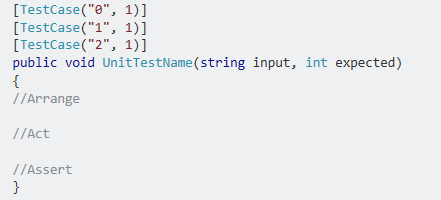 [TestCase("0", 1)]
[TestCase("1", 1)]
[TestCase("2", 1)]
public void UnitTestName(string input, int expected)
{
//Arrange
//Act
//Assert
}